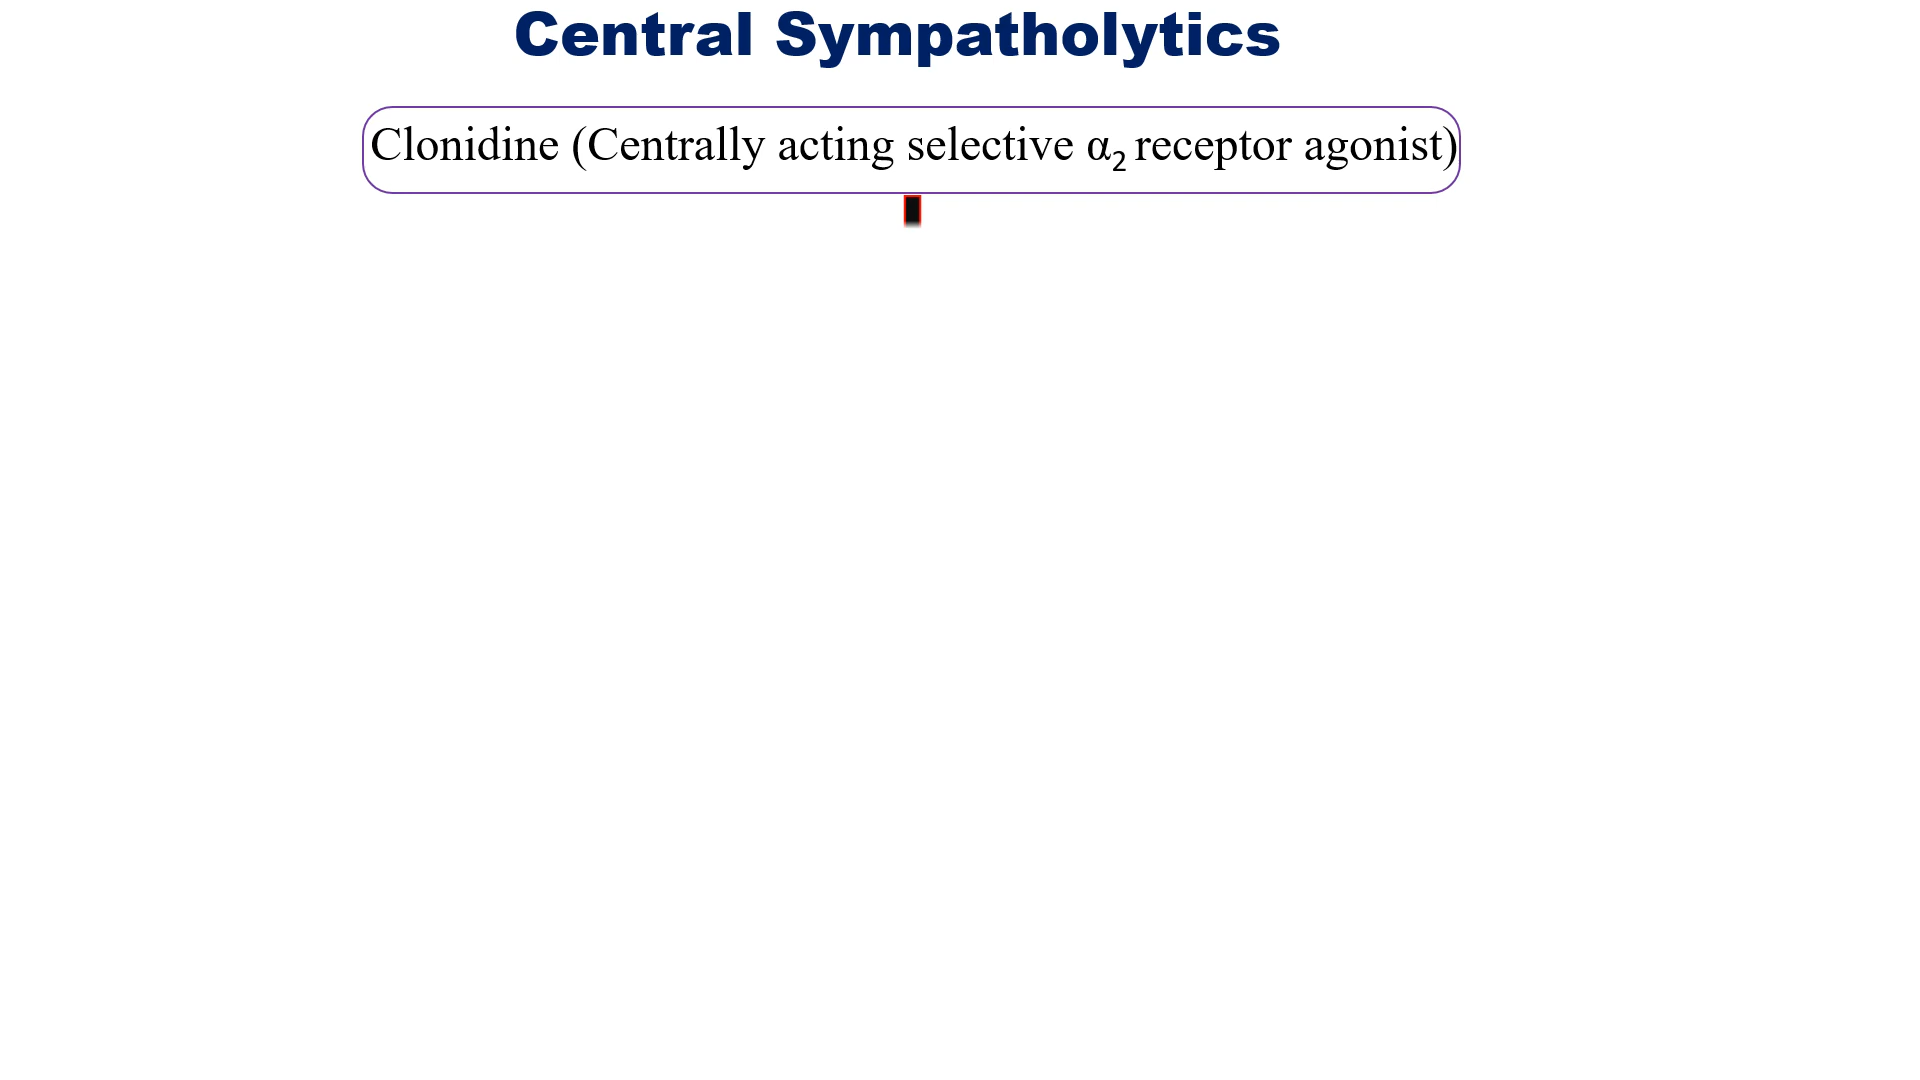 Central Sympatholytics
Clonidine (Centrally acting selective α₂ receptor agonist)